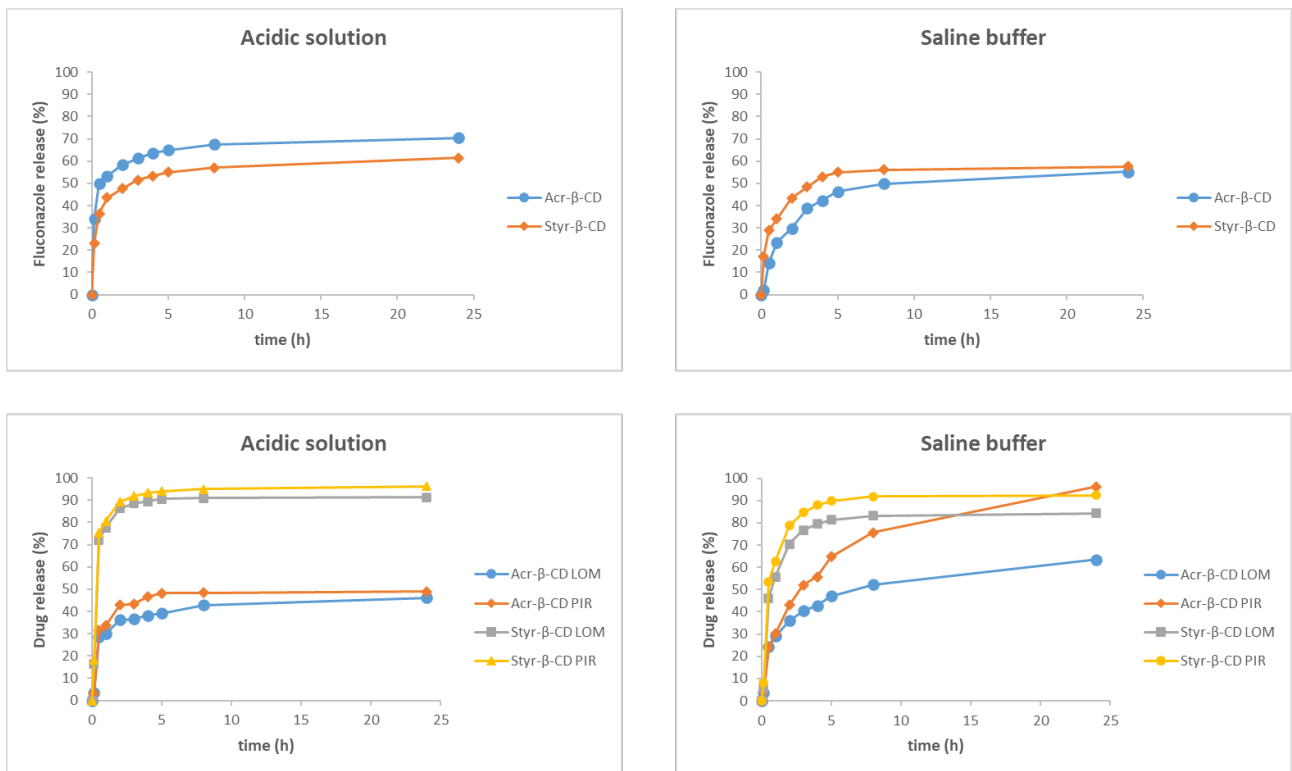 Acidic solution
Fluconazole release (%)
100
90
80
70
60
50
40
30
20
10
0
0 5 10 15 20 25
time (h)
Acr-β-CD
Styr-β-CD
Saline buffer
Fluconazole release (%)
100
90
80
70
60
50
40
30
20
10
0
0 5 10 15 20 25
time (h)
Acr-β-CD
Styr-β-CD
Acidic solution
Drug release (%)
100
90
80
70
60
50
40
30
20
10
0
0 5 10 15 20 25
time (h)
Acr-β-CD LOM
Acr-β-CD PIR
Styr-β-CD LOM
Styr-β-CD PIR
Saline buffer
Drug release (%)
100
90
80
70
60
50
40
30
20
10
0
0 5 10 15 20 25
time (h)
Acr-β-CD LOM
Acr-β-CD PIR
Styr-β-CD LOM
Styr-β-CD PIR